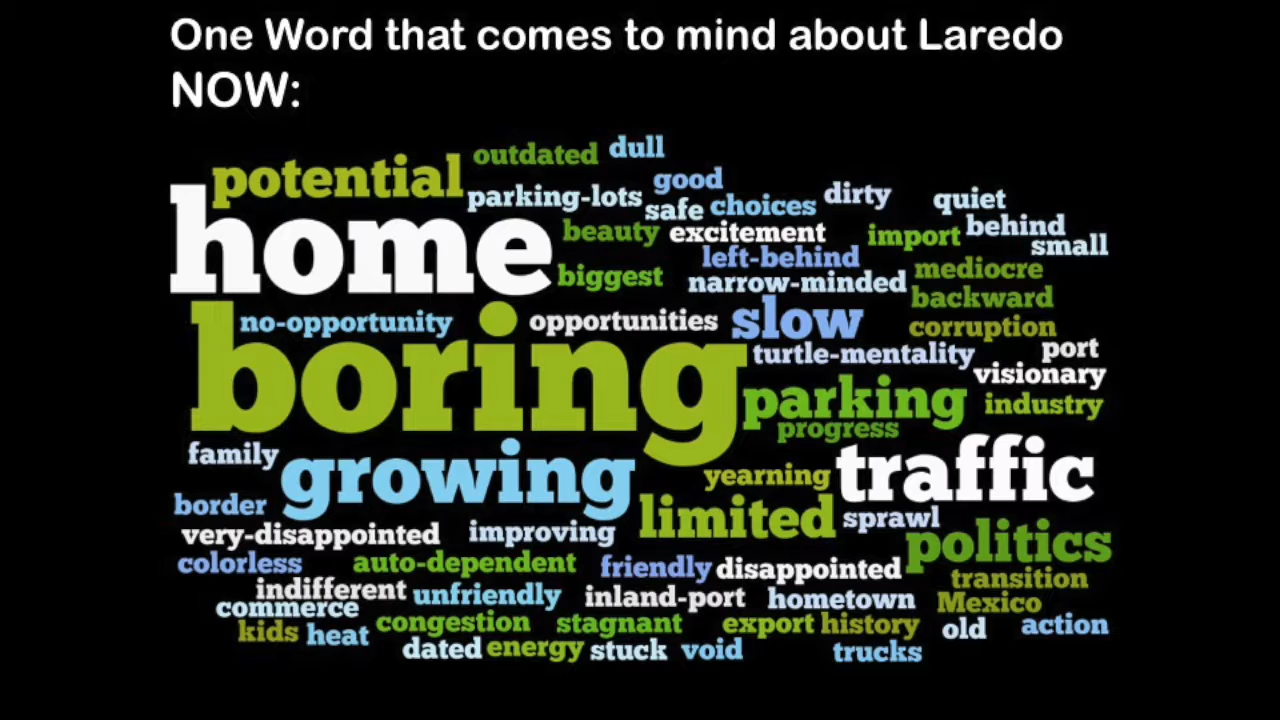 One Word that comes to mind about Laredo
NOW:
outdated dull
potential
good
parking-lots safe choices dirty quiet
home
beauty excitement import behind
small
left-behind
biggest narrow-minded mediocre
backward
no-opportunity opportunities slow corruption
boring
turtle-mentality port
visionary
parking industry
progress
family growing yearning traffic
border limited sprawl
very-disappointed improving politics
colorless auto-dependent friendly disappointed
transition
indifferent unfriendly inland-port hometown Mexico
commerce
kids heat congestion stagnant export history old action
dated energy stuck void trucks